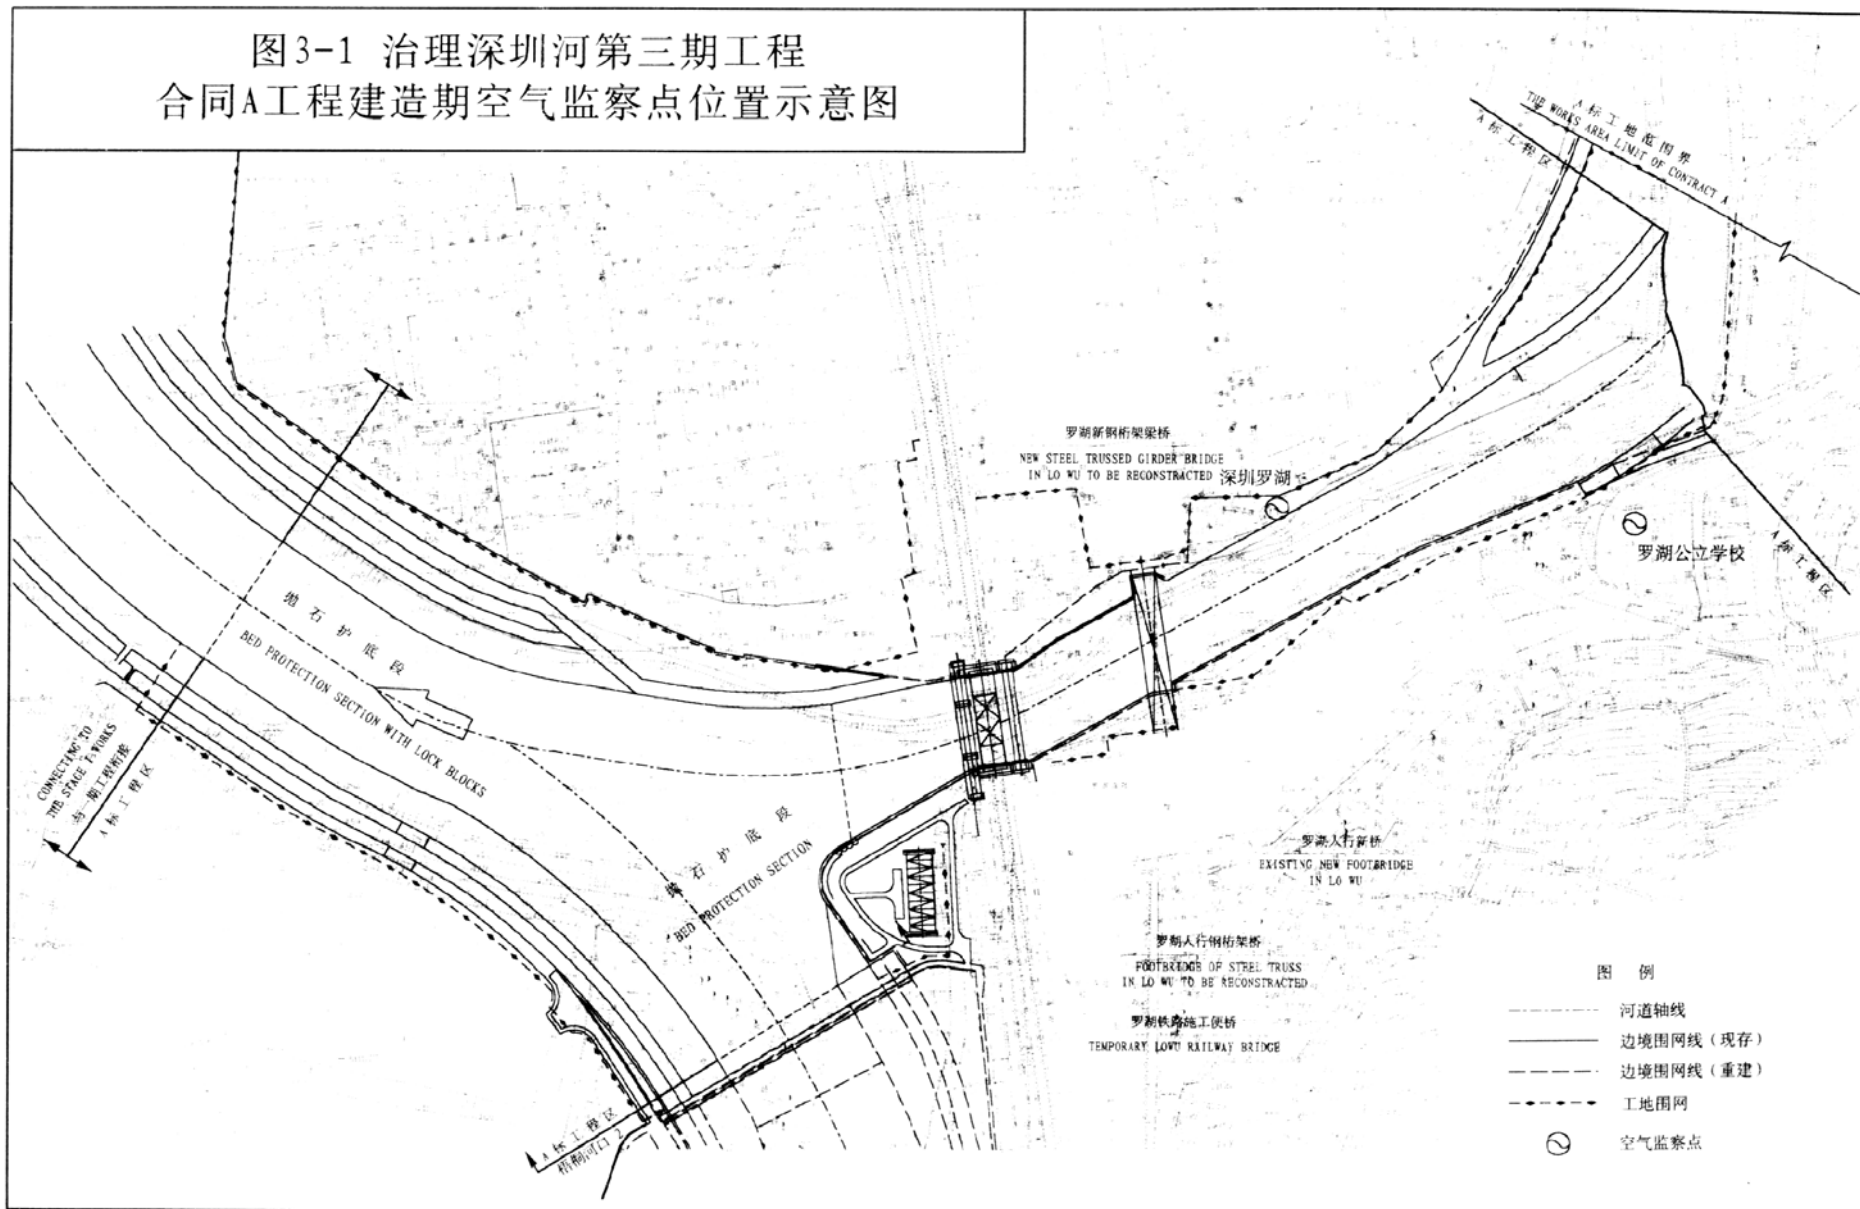 图3-1 治理深圳河第三期工程
合同A工程建造期空气监察点位置示意图
A标工地范围界
THE WORKS AREA LIMIT OF CONTRACT A
A标工程区
罗湖新钢桁架梁桥
NEW STEEL TRUSSED GIRDER BRIDGE
IN LO WU TO BE RECONSTRACTED
深圳罗湖
罗湖公立学校
A标工程区
抛石护底段
BED PROTECTION SECTION WITH LOCK BLOCKS
CONNECTING TO
THE STAGE I WORKS
与一期工程衔接
A标工程区
抛石护底段
BED PROTECTION SECTION
罗湖人行新桥
EXISTING NEW FOOTBRIDGE
IN LO WU
罗湖人行钢桁架桥
FOOTBRIDGE OF STEEL TRUSS
IN LO WU TO BE RECONSTRACTED
罗湖铁路施工便桥
TEMPORARY LOWU RAILWAY BRIDGE
A标工程区
梧桐河口 2
图 例
河道轴线
边境围网线(现存)
边境围网线(重建)
工地围网
空气监察点